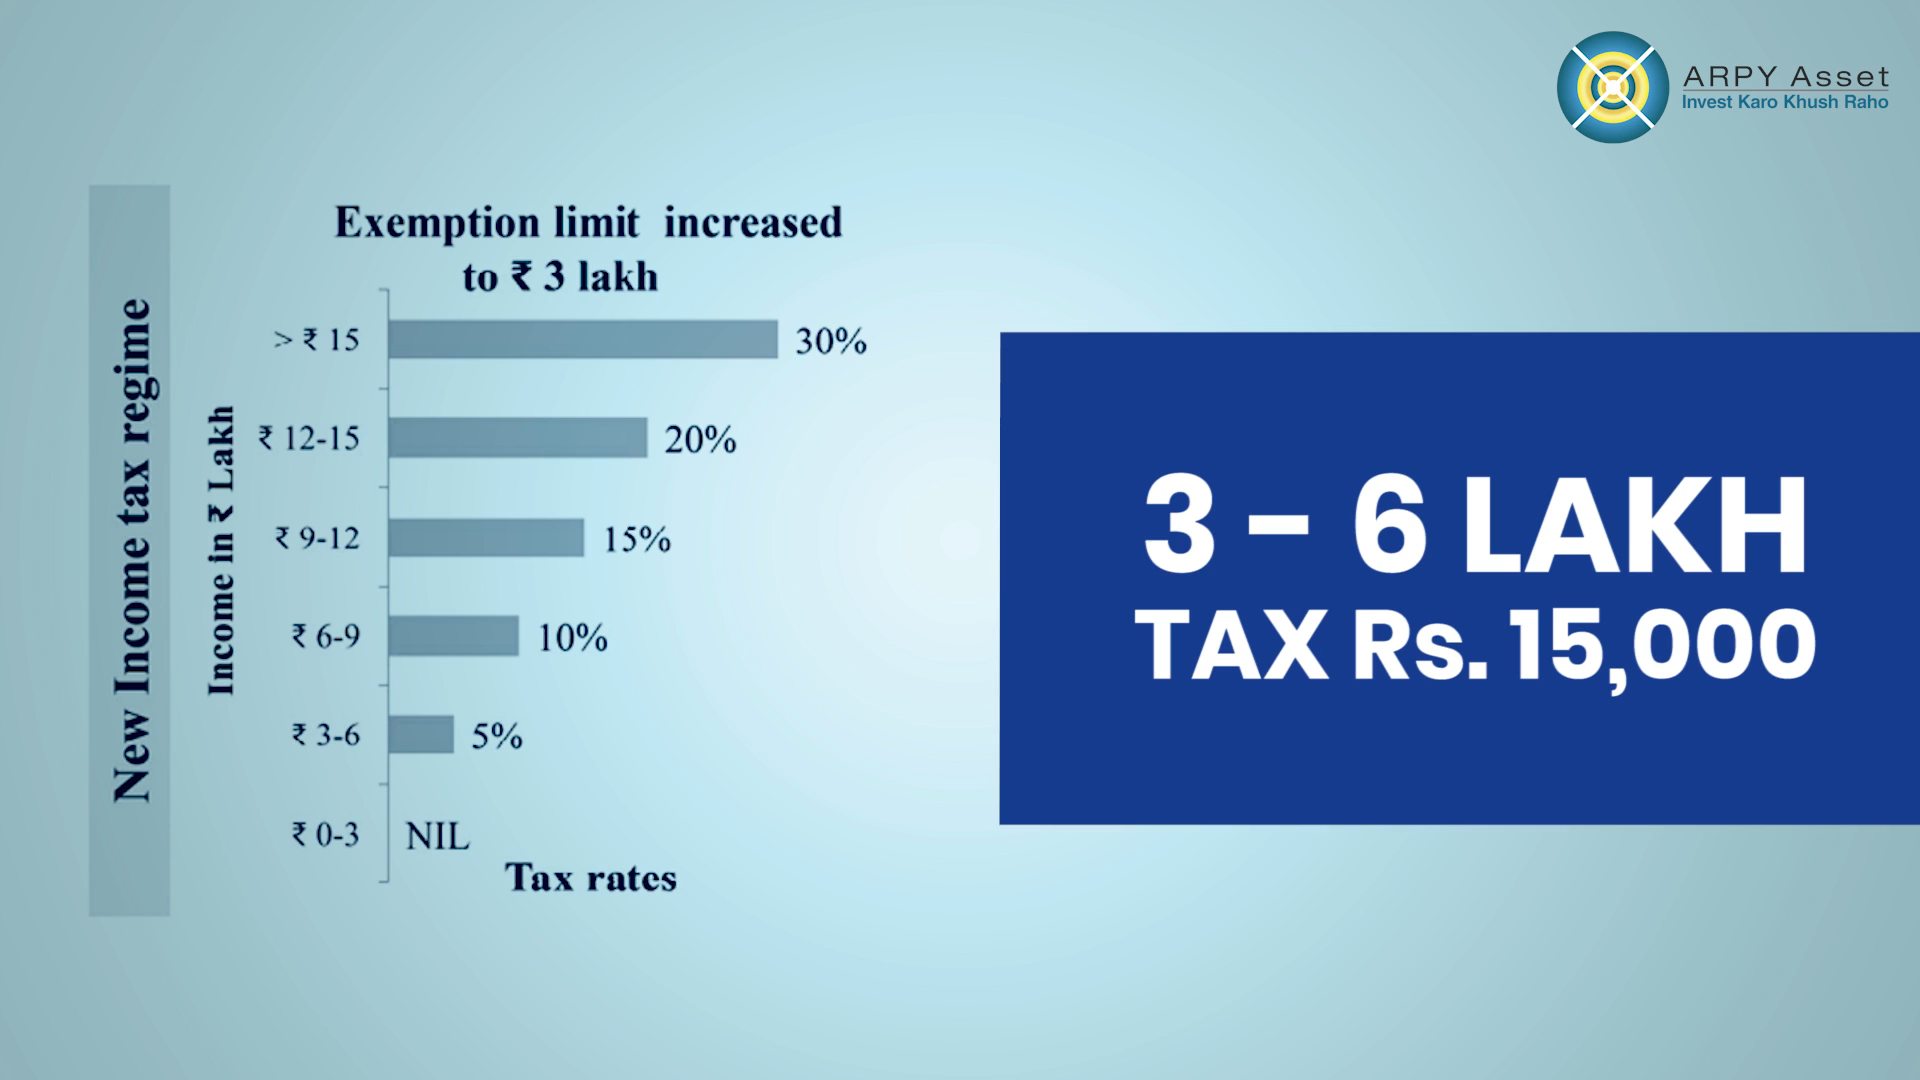 ARPY Asset
Invest Karo Khush Raho
New Income tax regime
Exemption limit increased
to ₹ 3 lakh
Income in ₹ Lakh
> ₹ 15 30%
₹ 12-15 20%
₹ 9-12 15%
₹ 6-9 10%
₹ 3-6 5%
₹ 0-3 NIL
Tax rates
3 - 6 LAKH
TAX Rs. 15,000